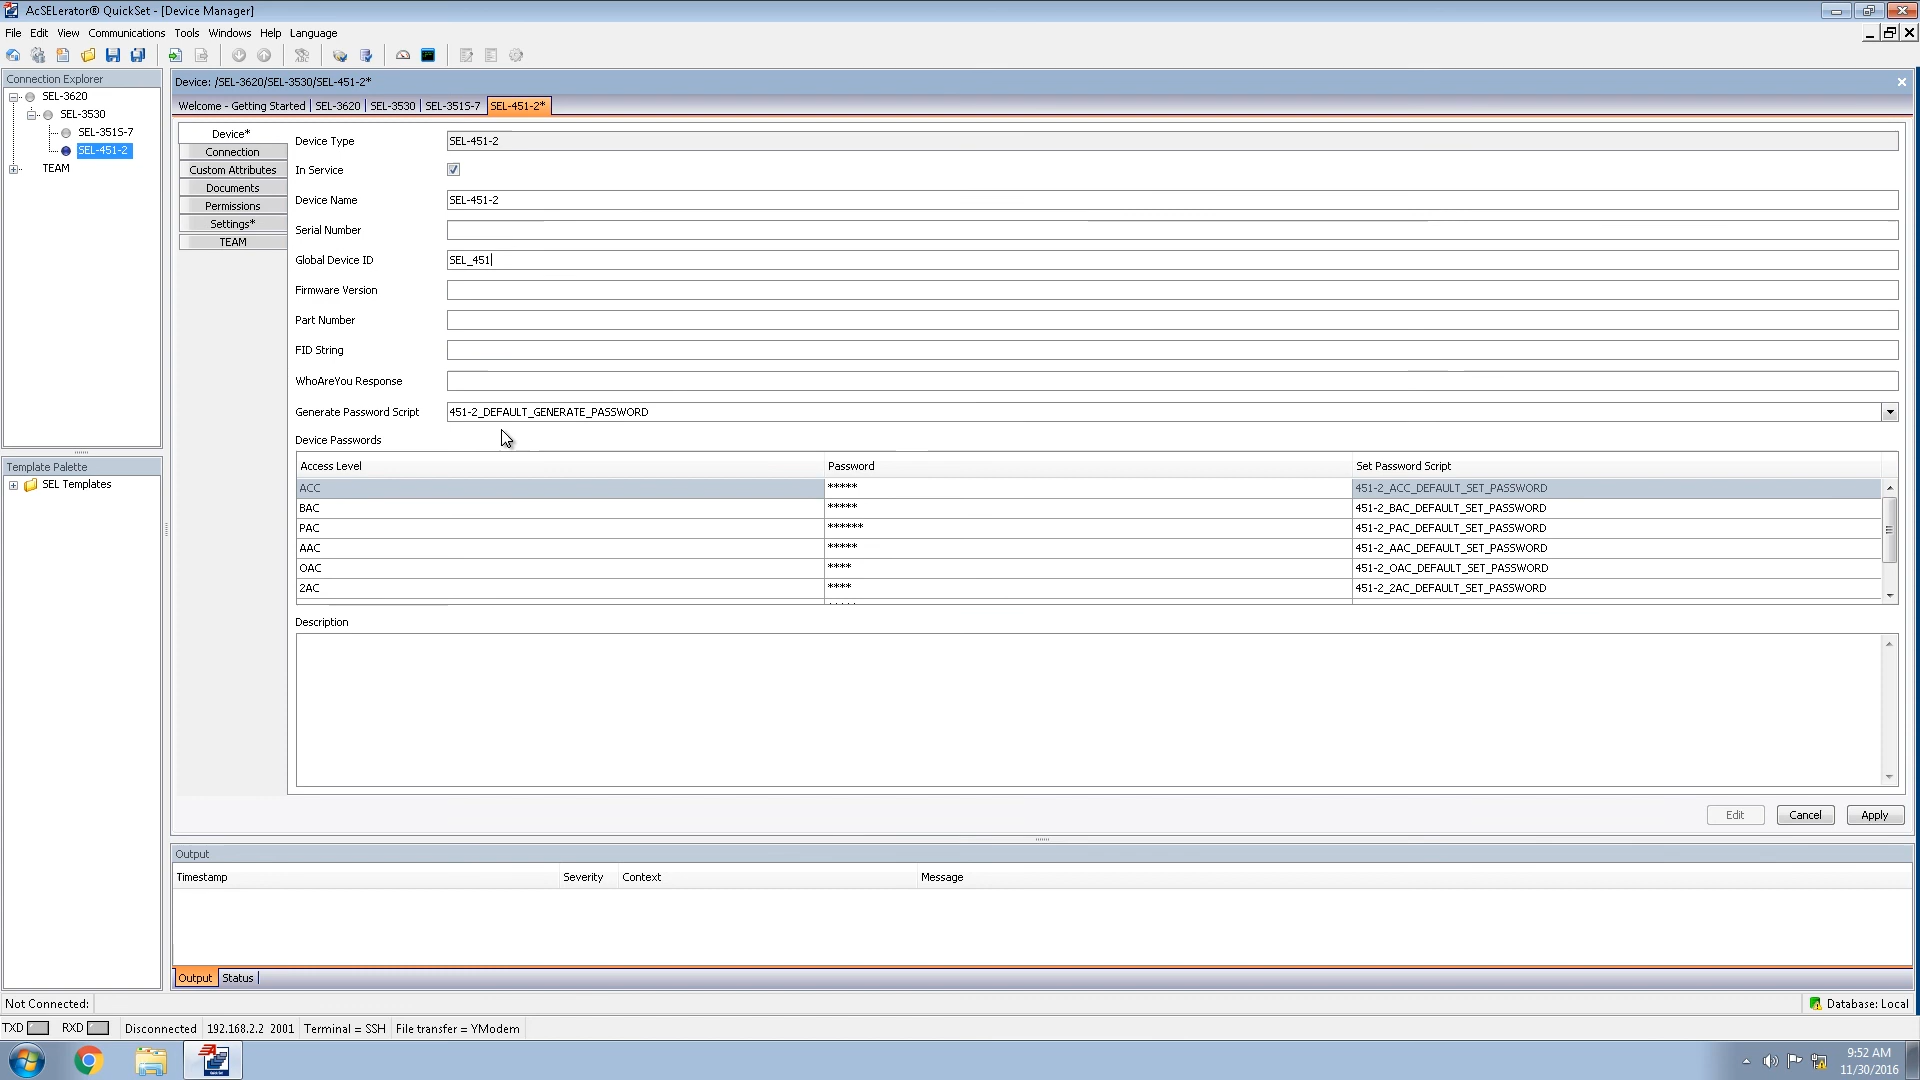 AcSELerator® QuickSet - [Device Manager]
File Edit View Communications Tools Windows Help Language
Connection Explorer
SEL-3620
SEL-3530
SEL-351S-7
SEL-451-2
TEAM
Template Palette
SEL Templates
Device: /SEL-3620/SEL-3530/SEL-451-2*
Welcome - Getting Started SEL-3620 SEL-3530 SEL-351S-7 SEL-451-2*
Device*
Connection
Custom Attributes
Documents
Permissions
Settings*
TEAM
Device Type SEL-451-2
In Service
Device Name SEL-451-2
Serial Number
Global Device ID SEL_451
Firmware Version
Part Number
FID String
WhoAreYou Response
Generate Password Script 451-2_DEFAULT_GENERATE_PASSWORD
Device Passwords
Access Level Password Set Password Script
ACC ***** 451-2_ACC_DEFAULT_SET_PASSWORD
BAC ***** 451-2_BAC_DEFAULT_SET_PASSWORD
PAC ****** 451-2_PAC_DEFAULT_SET_PASSWORD
AAC ***** 451-2_AAC_DEFAULT_SET_PASSWORD
OAC **** 451-2_OAC_DEFAULT_SET_PASSWORD
2AC **** 451-2_2AC_DEFAULT_SET_PASSWORD
Description
Edit Cancel Apply
Output
Timestamp Severity Context Message
Output Status
Not Connected: Database: Local
TXD RXD Disconnected 192.168.2.2 2001 Terminal = SSH File transfer = YModem
9:52 AM
11/30/2016